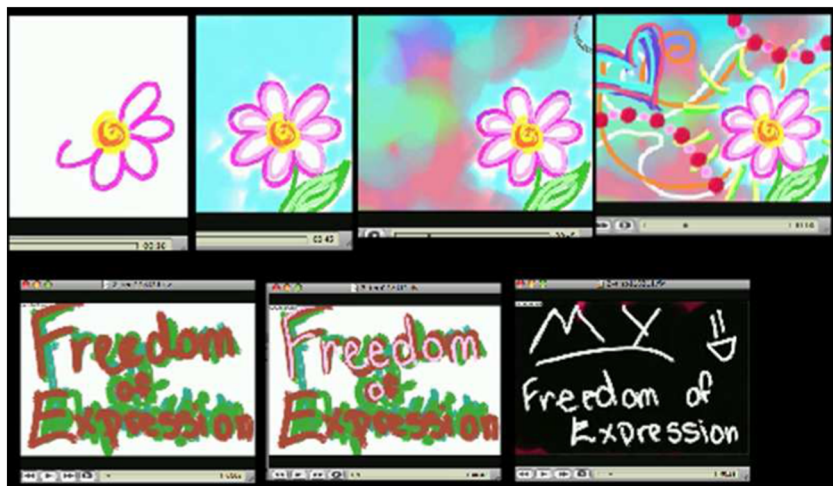 Freedom
of
Expression
Freedom
of
Expression
MY =D
Freedom of
Expression